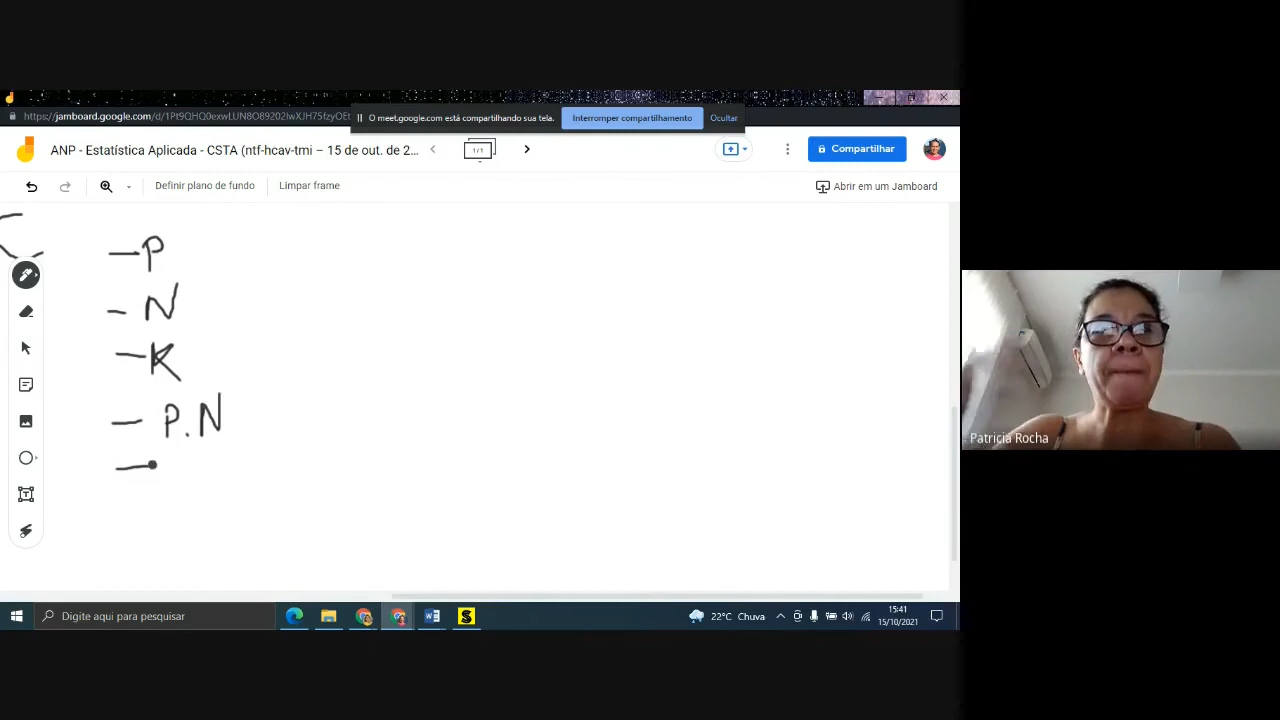 https://jamboard.google.com/d/1Pt9QHQ0exwLUN8O89202IwXJH75fzyOEt
O meet.google.com está compartilhando sua tela.
Interromper compartilhamento
Ocultar
ANP - Estatística Aplicada - CSTA (ntf-hcav-tmi – 15 de out. de 2...
1/1
Compartilhar
Definir plano de fundo
Limpar frame
Abrir em um Jamboard
- P
- N
- K
- P.N
-
Patricia Rocha
Digite aqui para pesquisar
22°C Chuva
15:41
15/10/2021